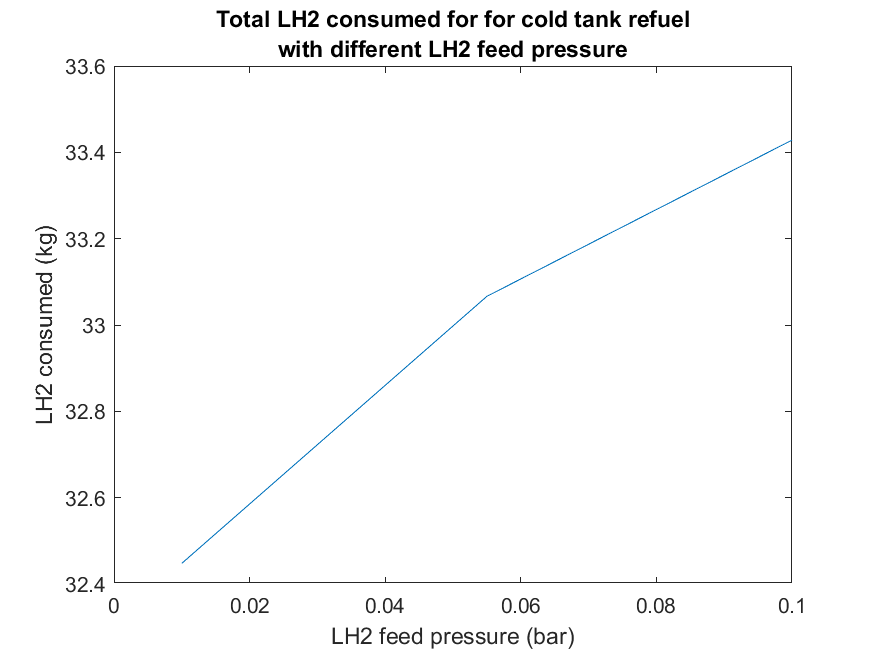 Total LH2 consumed for for cold tank refuel
with different LH2 feed pressure
33.6
33.4
33.2
33
32.8
32.6
32.4
LH2 consumed (kg)
0 0.02 0.04 0.06 0.08 0.1
LH2 feed pressure (bar)